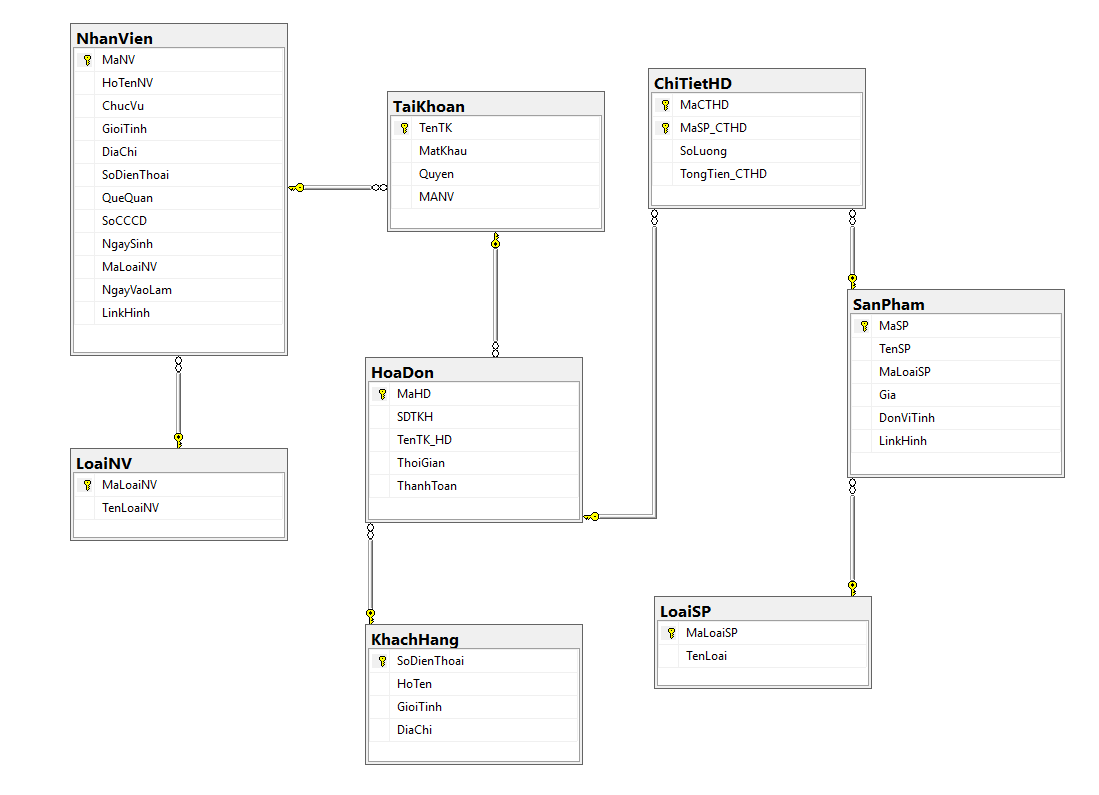 NhanVien
MaNV
HoTenNV
ChucVu
GioiTinh
DiaChi
SoDienThoai
QueQuan
SoCCCD
NgaySinh
MaLoaiNV
NgayVaoLam
LinkHinh
TaiKhoan
TenTK
MatKhau
Quyen
MANV
ChiTietHD
MaCTHD
MaSP_CTHD
SoLuong
TongTien_CTHD
SanPham
MaSP
TenSP
MaLoaiSP
Gia
DonViTinh
LinkHinh
HoaDon
MaHD
SDTKH
TenTK_HD
ThoiGian
ThanhToan
LoaiNV
MaLoaiNV
TenLoaiNV
KhachHang
SoDienThoai
HoTen
GioiTinh
DiaChi
LoaiSP
MaLoaiSP
TenLoai